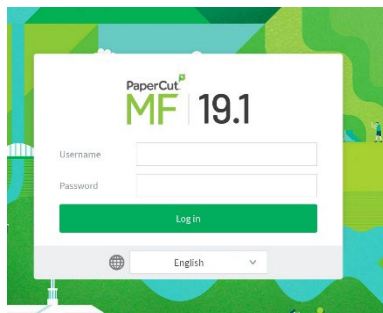 PaperCut
MF 19.1
Username
Password
Log in
English